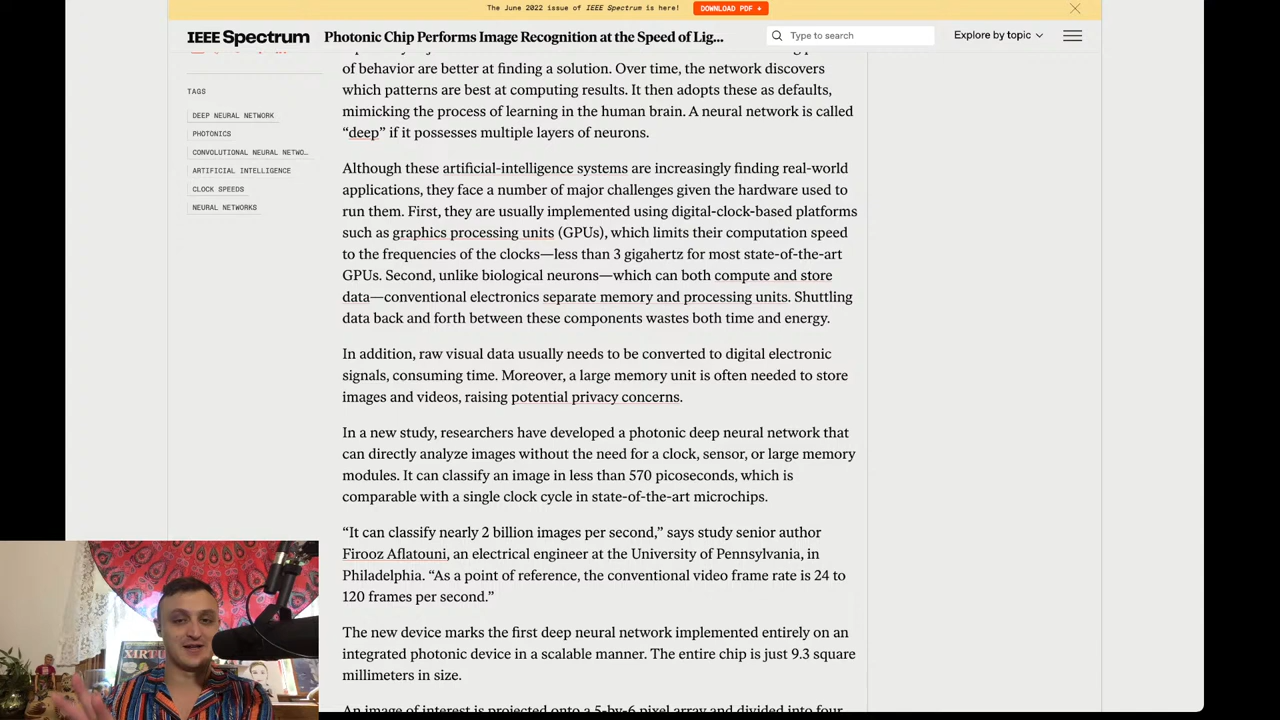 The June 2022 issue of IEEE Spectrum is here!
DOWNLOAD PDF +
IEEE Spectrum
Photonic Chip Performs Image Recognition at the Speed of Lig...
Type to search
Explore by topic
TAGS
DEEP NEURAL NETWORK
PHOTONICS
CONVOLUTIONAL NEURAL NETWO...
ARTIFICIAL INTELLIGENCE
CLOCK SPEEDS
NEURAL NETWORKS
of behavior are better at finding a solution. Over time, the network discovers
which patterns are best at computing results. It then adopts these as defaults,
mimicking the process of learning in the human brain. A neural network is called
“deep” if it possesses multiple layers of neurons.
Although these artificial-intelligence systems are increasingly finding real-world
applications, they face a number of major challenges given the hardware used to
run them. First, they are usually implemented using digital-clock-based platforms
such as graphics processing units (GPUs), which limits their computation speed
to the frequencies of the clocks—less than 3 gigahertz for most state-of-the-art
GPUs. Second, unlike biological neurons—which can both compute and store
data—conventional electronics separate memory and processing units. Shuttling
data back and forth between these components wastes both time and energy.
In addition, raw visual data usually needs to be converted to digital electronic
signals, consuming time. Moreover, a large memory unit is often needed to store
images and videos, raising potential privacy concerns.
In a new study, researchers have developed a photonic deep neural network that
can directly analyze images without the need for a clock, sensor, or large memory
modules. It can classify an image in less than 570 picoseconds, which is
comparable with a single clock cycle in state-of-the-art microchips.
“It can classify nearly 2 billion images per second,” says study senior author
Firooz Aflatouni, an electrical engineer at the University of Pennsylvania, in
Philadelphia. “As a point of reference, the conventional video frame rate is 24 to
120 frames per second.”
The new device marks the first deep neural network implemented entirely on an
integrated photonic device in a scalable manner. The entire chip is just 9.3 square
millimeters in size.
An image of interest is projected onto a 5-by-6 pixel array and divided into four